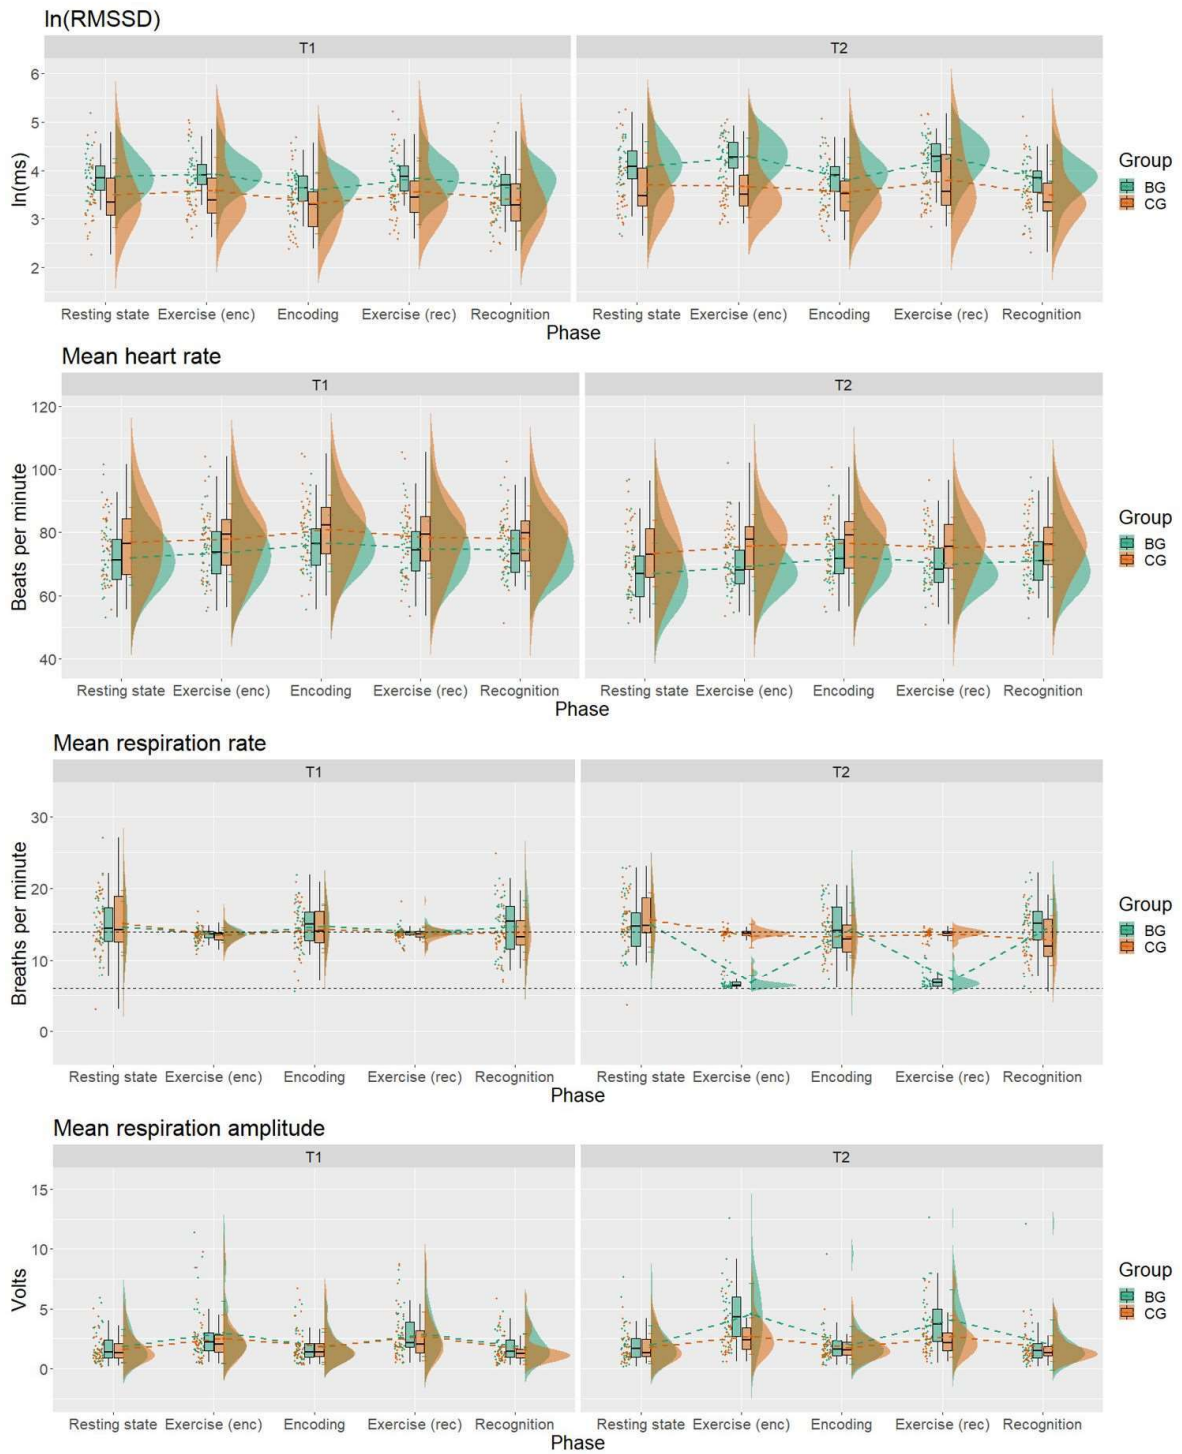 ln(RMSSD)
T1 T2
6
5
4
3
2
ln(ms)
Group
BG
CG
Resting state Exercise (enc) Encoding Exercise (rec) Recognition Resting state Exercise (enc) Encoding Exercise (rec) Recognition
Phase
Mean heart rate
T1 T2
120
100
80
60
40
Beats per minute
Group
BG
CG
Resting state Exercise (enc) Encoding Exercise (rec) Recognition Resting state Exercise (enc) Encoding Exercise (rec) Recognition
Phase
Mean respiration rate
T1 T2
30
20
10
0
Breaths per minute
Group
BG
CG
Resting state Exercise (enc) Encoding Exercise (rec) Recognition Resting state Exercise (enc) Encoding Exercise (rec) Recognition
Phase
Mean respiration amplitude
T1 T2
15
10
5
0
Volts
Group
BG
CG
Resting state Exercise (enc) Encoding Exercise (rec) Recognition Resting state Exercise (enc) Encoding Exercise (rec) Recognition
Phase